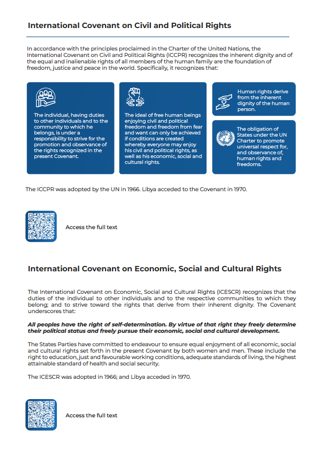 International Covenant on Civil and Political Rights
In accordance with the principles proclaimed in the Charter of the United Nations, the
International Covenant on Civil and Political Rights (ICCPR) recognizes the inherent dignity and of
the equal and inalienable rights of all members of the human family are the foundation of
freedom, justice and peace in the world. Specifically, it recognizes that:
The individual, having duties
to other individuals and to the
community to which he
belongs, is under a
responsibility to strive for the
promotion and observance of
the rights recognized in the
present Covenant.
The ideal of free human beings
enjoying civil and political
freedom and freedom from fear
and want can only be achieved
if conditions are created
whereby everyone may enjoy
his civil and political rights, as
well as his economic, social and
cultural rights.
Human rights derive
from the inherent
dignity of the human
person.
The obligation of
States under the UN
Charter to promote
universal respect for,
and observance of,
human rights and
freedoms.
The ICCPR was adopted by the UN in 1966. Libya acceded to the Covenant in 1970.
Access the full text
International Covenant on Economic, Social and Cultural Rights
The International Covenant on Economic, Social and Cultural Rights (ICESCR) recognizes that the
duties of the individual to other individuals and to the respective communities to which they
belong; and to strive toward the rights that derive from their inherent dignity. The Covenant
underscores that:
All peoples have the right of self-determination. By virtue of that right they freely determine
their political status and freely pursue their economic, social and cultural development.
The States Parties have committed to endeavour to ensure equal enjoyment of all economic, social
and cultural rights set forth in the present Covenant by both women and men. These include the
right to education, just and favourable working conditions, adequate standards of living, the highest
attainable standard of health and social security.
The ICESCR was adopted in 1966; and Libya acceded in 1970.
Access the full text